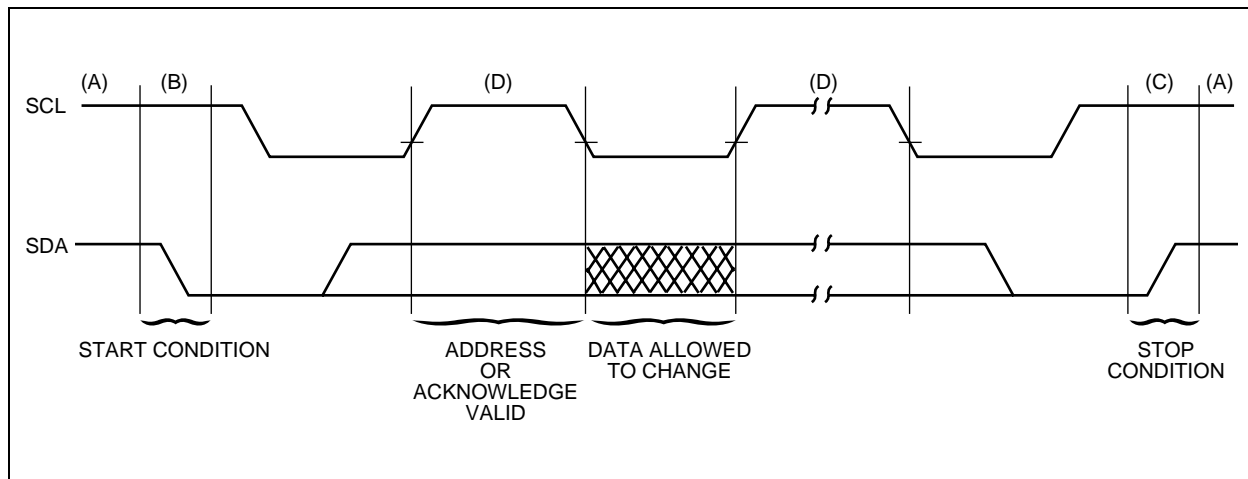 (A) (B) (D) (D) (C) (A)
SCL
SDA
START CONDITION
ADDRESS
OR
ACKNOWLEDGE
VALID
DATA ALLOWED
TO CHANGE
STOP
CONDITION